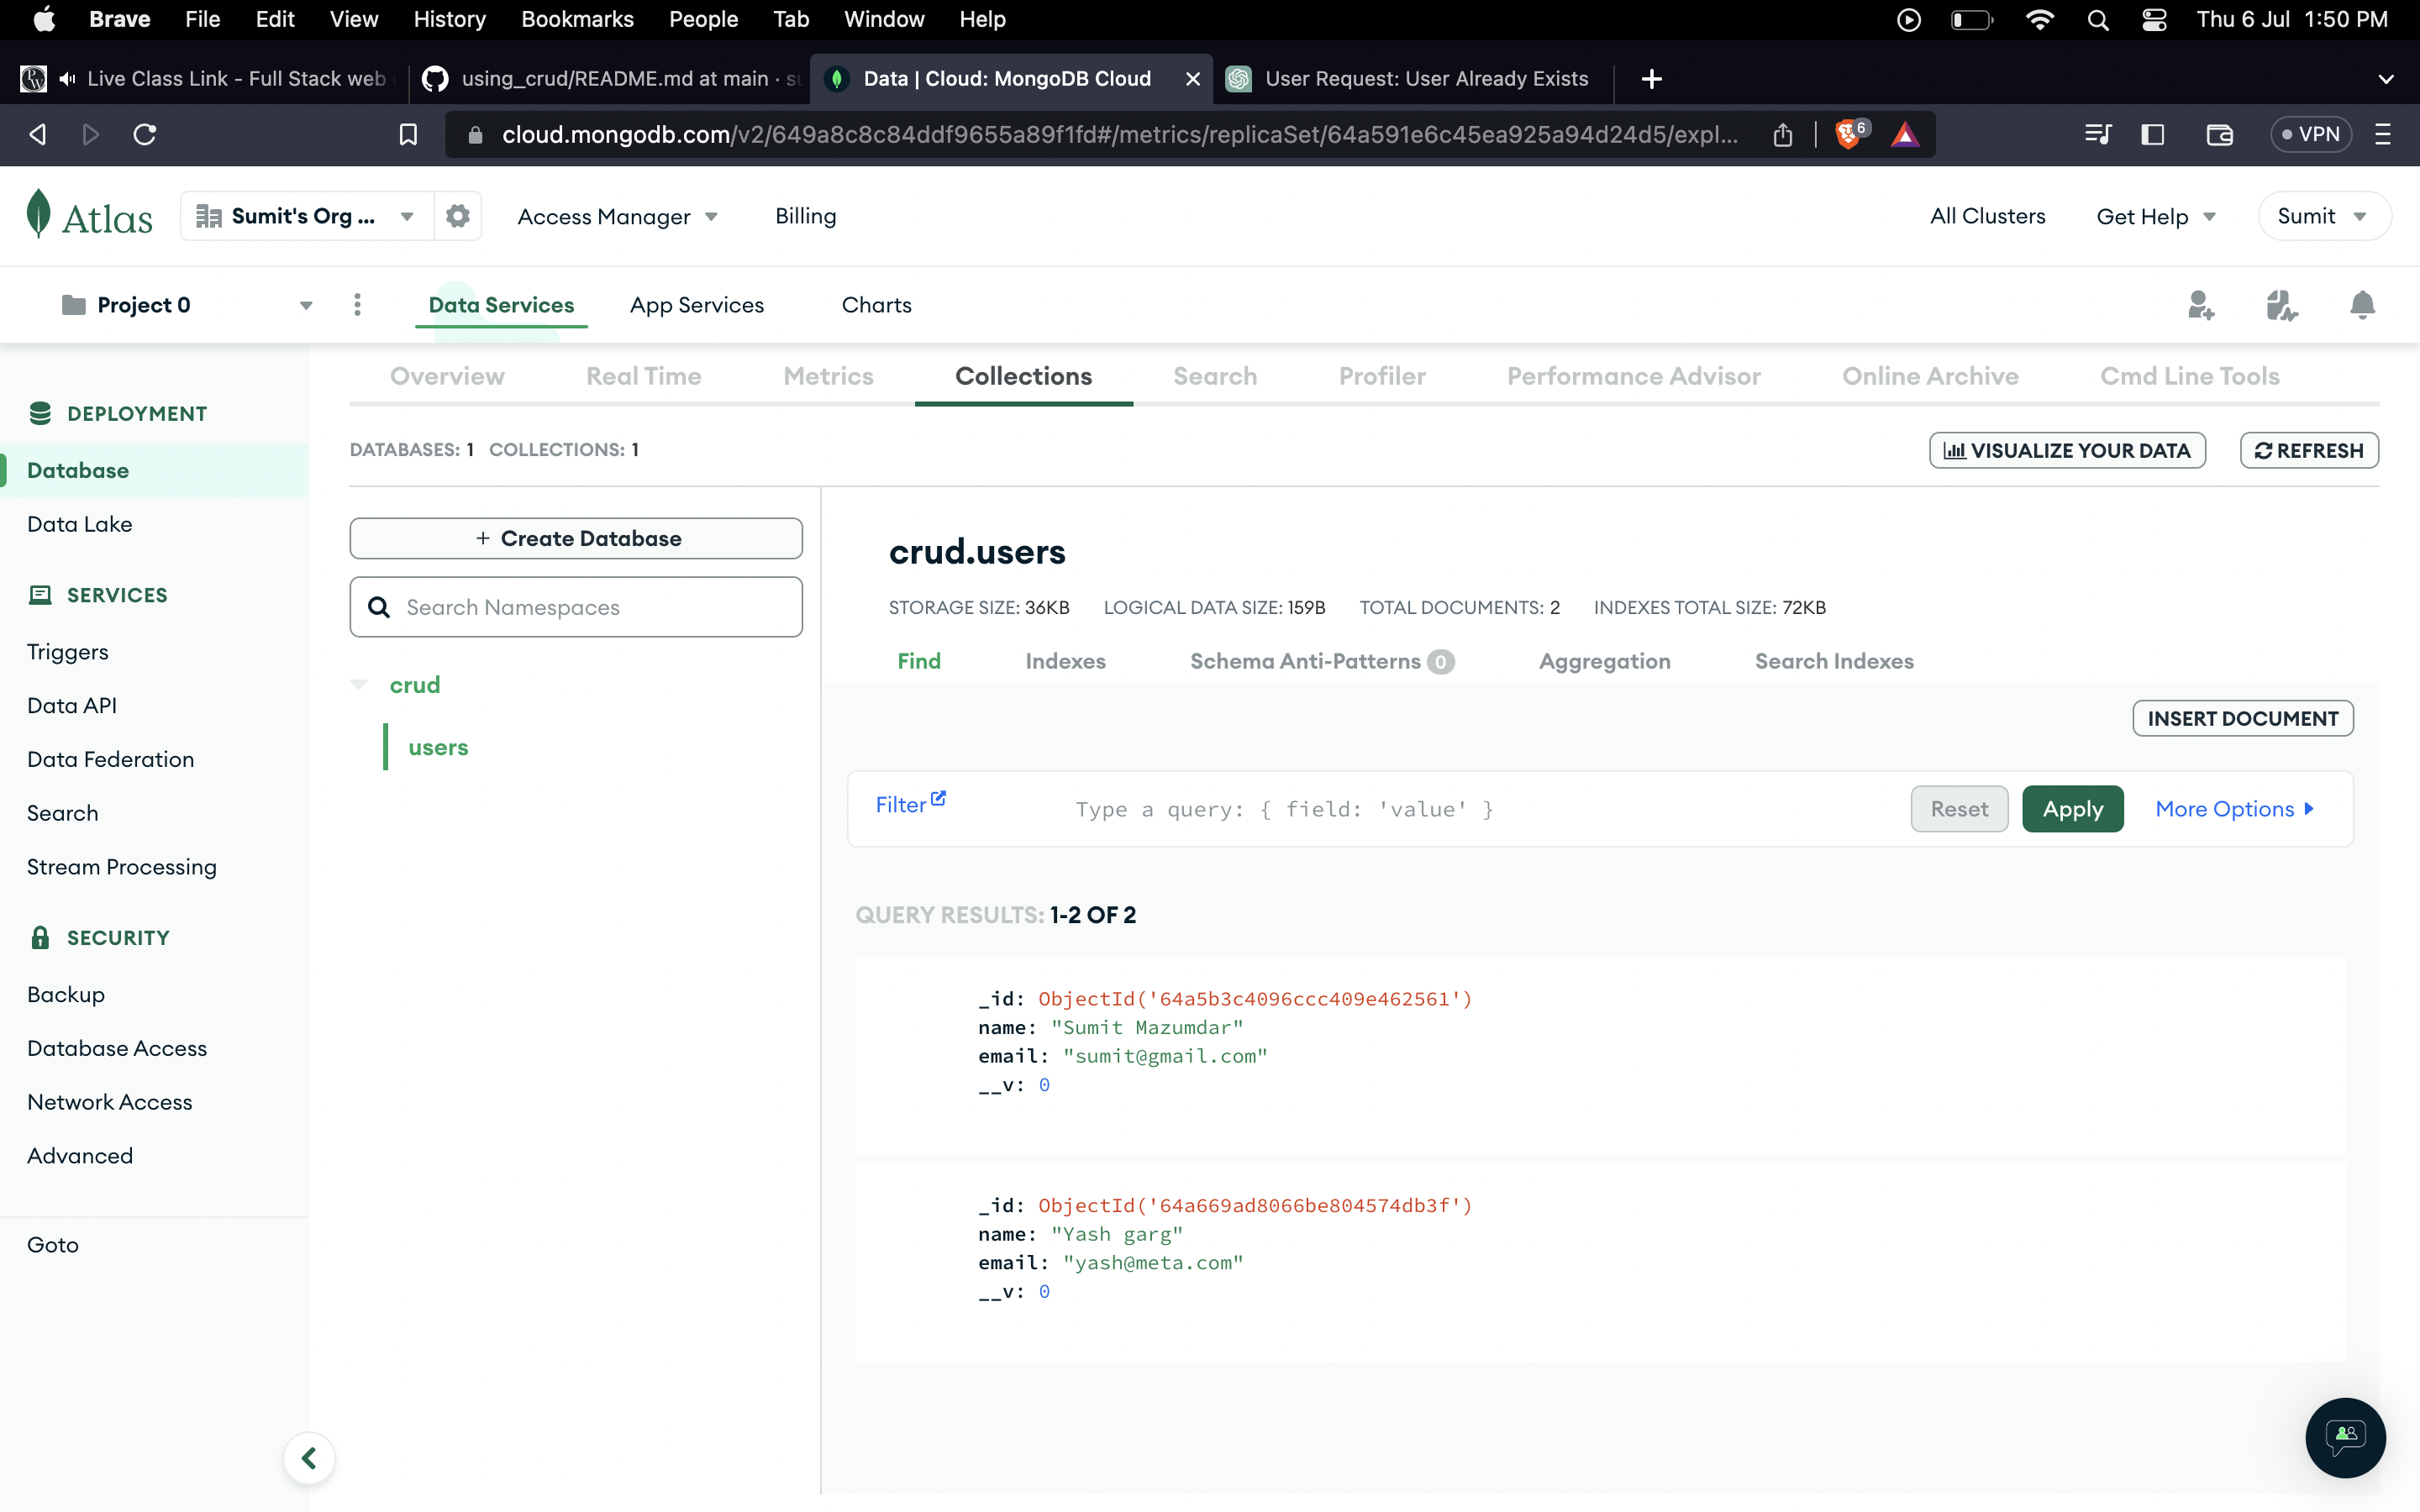 Brave File Edit View History Bookmarks People Tab Window Help Thu 6 Jul 1:50 PM
Live Class Link - Full Stack web using_crud/README.md at main · su Data | Cloud: MongoDB Cloud User Request: User Already Exists
cloud.mongodb.com/v2/649a8c8c84ddf9655a89f1fd#/metrics/replicaSet/64a591e6c45ea925a94d24d5/expl... 6 VPN
Atlas Sumit's Org ... Access Manager Billing All Clusters Get Help Sumit
Project 0 Data Services App Services Charts
Overview Real Time Metrics Collections Search Profiler Performance Advisor Online Archive Cmd Line Tools
DEPLOYMENT
Database
Data Lake
SERVICES
Triggers
Data API
Data Federation
Search
Stream Processing
SECURITY
Backup
Database Access
Network Access
Advanced
Goto
DATABASES: 1 COLLECTIONS: 1
VISUALIZE YOUR DATA REFRESH
+ Create Database
Search Namespaces
crud
users
crud.users
STORAGE SIZE: 36KB LOGICAL DATA SIZE: 159B TOTAL DOCUMENTS: 2 INDEXES TOTAL SIZE: 72KB
Find Indexes Schema Anti-Patterns 0 Aggregation Search Indexes
INSERT DOCUMENT
Filter Type a query: { field: 'value' } Reset Apply More Options
QUERY RESULTS: 1-2 OF 2
_id: ObjectId('64a5b3c4096ccc409e462561')
name: "Sumit Mazumdar"
email: "sumit@gmail.com"
__v: 0
_id: ObjectId('64a669ad8066be804574db3f')
name: "Yash garg"
email: "yash@meta.com"
__v: 0